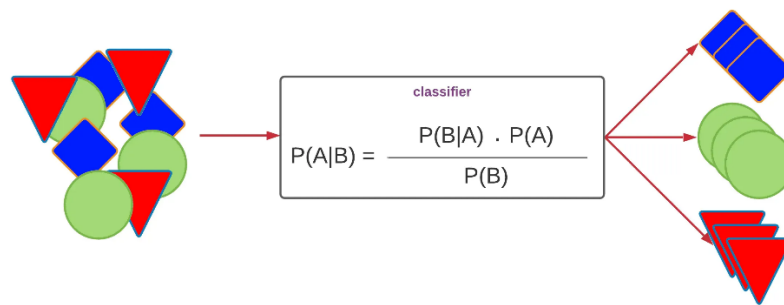 classifier
P(A|B) = P(B|A) . P(A)
P(B)